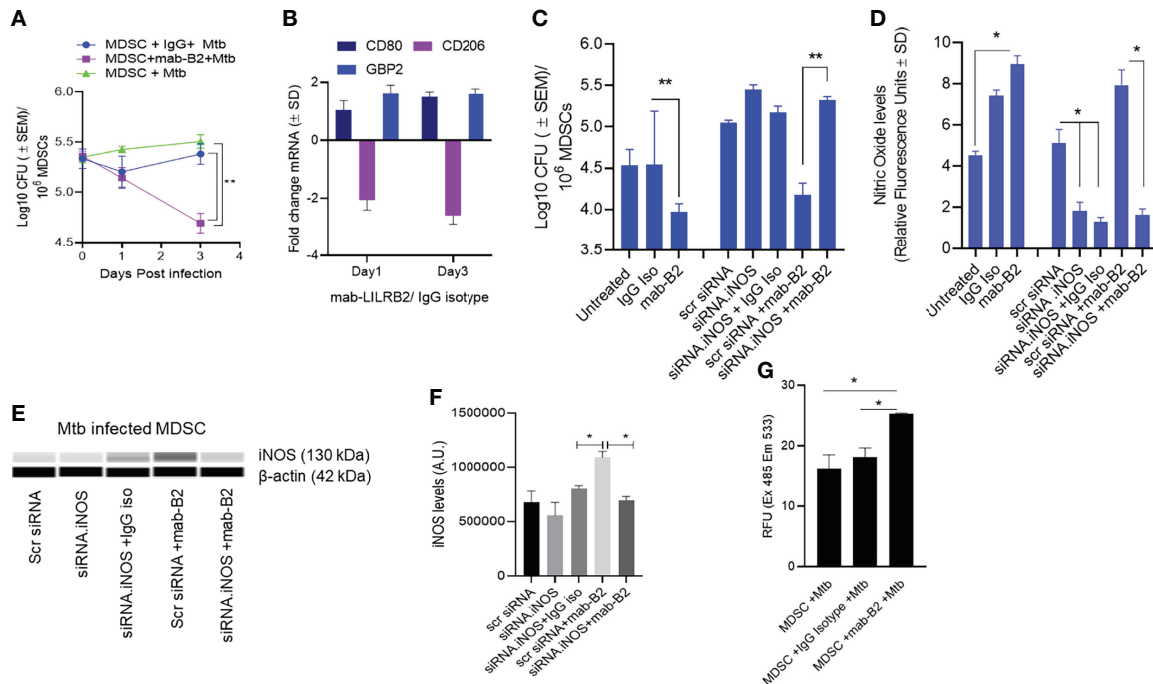 A
MDSC + IgG+ Mtb
MDSC+mab-B2+Mtb
MDSC + Mtb
Log10 CFU ( ± SEM)/
10^6 MDSCs
6.0
5.5
5.0
4.5
**
0 1 2 3 4
Days Post infection
B
CD80 CD206
GBP2
Fold change mRNA (± SD)
2
0
-2
-4
Day1 Day3
mab-LILRB2/ IgG isotype
C
Log10 CFU ( ± SEM)/
10^6 MDSCs
6.0
5.5
5.0
4.5
4.0
3.5
** **
Untreated
IgG Iso
mab-B2
scr siRNA
siRNA.iNOS
siRNA.iNOS + IgG Iso
scr siRNA +mab-B2
siRNA.iNOS +mab-B2
D
Nitric Oxide levels
(Relative Fluorescence Units ± SD)
10
8
6
4
2
0
* * *
Untreated
IgG Iso
mab-B2
scr siRNA
siRNA .iNOS
siRNA.iNOS +IgG Iso
scr siRNA +mab-B2
siRNA.iNOS +mab-B2
E
Mtb infected MDSC
iNOS (130 kDa)
β-actin (42 kDa)
Scr siRNA
siRNA.iNOS
siRNA.iNOS +IgG iso
Scr siRNA +mab-B2
siRNA.iNOS +mab-B2
F
iNOS levels (A.U.)
1500000
1000000
500000
0
* *
scr siRNA
siRNA.iNOS
siRNA.iNOS+IgG iso
scr siRNA+mab-B2
siRNA.iNOS+mab-B2
G
RFU (Ex 485 Em 533)
30
20
10
0
*
*
MDSC +Mtb
MDSC +IgG Isotype +Mtb
MDSC +mab-B2 +Mtb